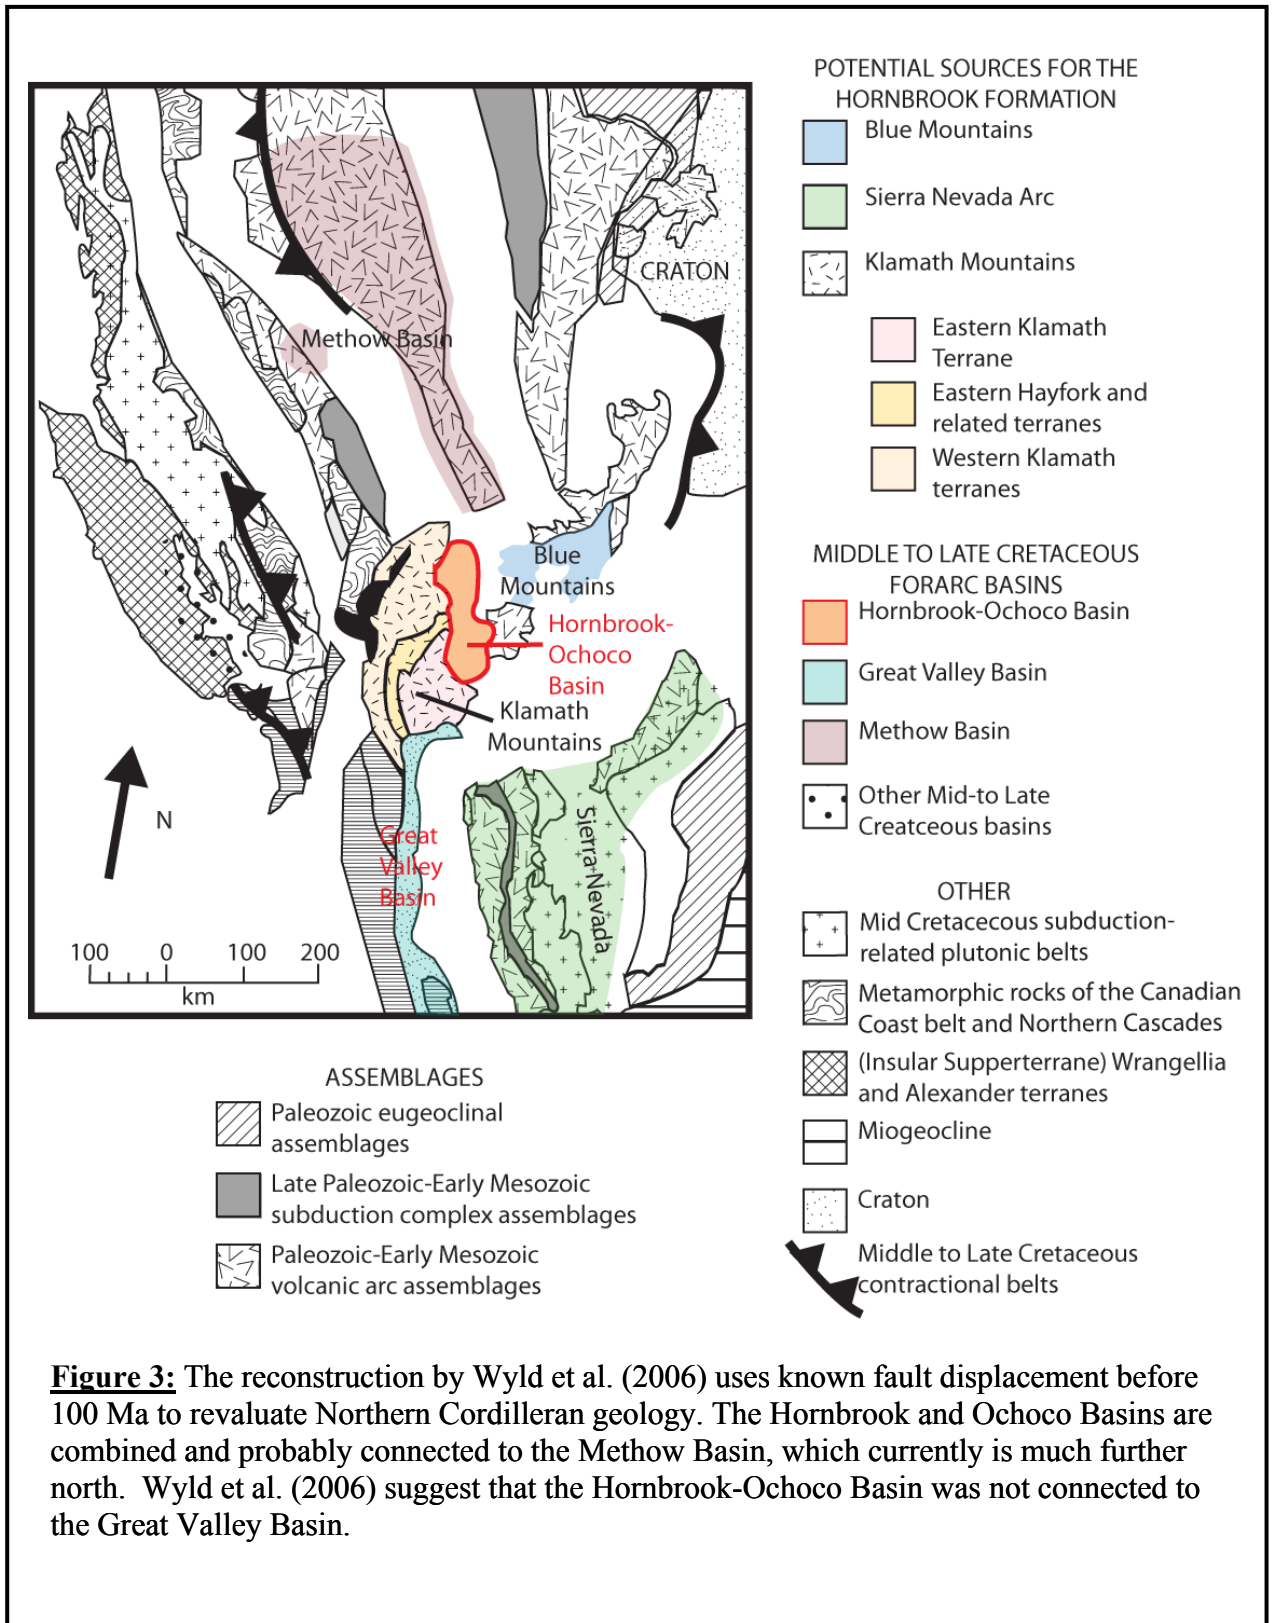 POTENTIAL SOURCES FOR THE
HORNBROOK FORMATION
Blue Mountains
Sierra Nevada Arc
Klamath Mountains
Eastern Klamath
Terrane
Eastern Hayfork and
related terranes
Western Klamath
terranes
MIDDLE TO LATE CRETACEOUS
FORARC BASINS
Hornbrook-Ochoco Basin
Great Valley Basin
Methow Basin
Other Mid-to Late
Creatceous basins
OTHER
Mid Cretacecous subduction-
related plutonic belts
Metamorphic rocks of the Canadian
Coast belt and Northern Cascades
(Insular Supperterrane) Wrangellia
and Alexander terranes
Miogeocline
Craton
Middle to Late Cretaceous
contractional belts
CRATON
Methow Basin
Blue
Mountains
Hornbrook-
Ochoco
Basin
Klamath
Mountains
Sierra Nevada
Great
Valley
Basin
N
100 0 100 200
km
ASSEMBLAGES
Paleozoic eugeoclinal
assemblages
Late Paleozoic-Early Mesozoic
subduction complex assemblages
Paleozoic-Early Mesozoic
volcanic arc assemblages
Figure 3: The reconstruction by Wyld et al. (2006) uses known fault displacement before
100 Ma to revaluate Northern Cordilleran geology. The Hornbrook and Ochoco Basins are
combined and probably connected to the Methow Basin, which currently is much further
north.  Wyld et al. (2006) suggest that the Hornbrook-Ochoco Basin was not connected to
the Great Valley Basin.